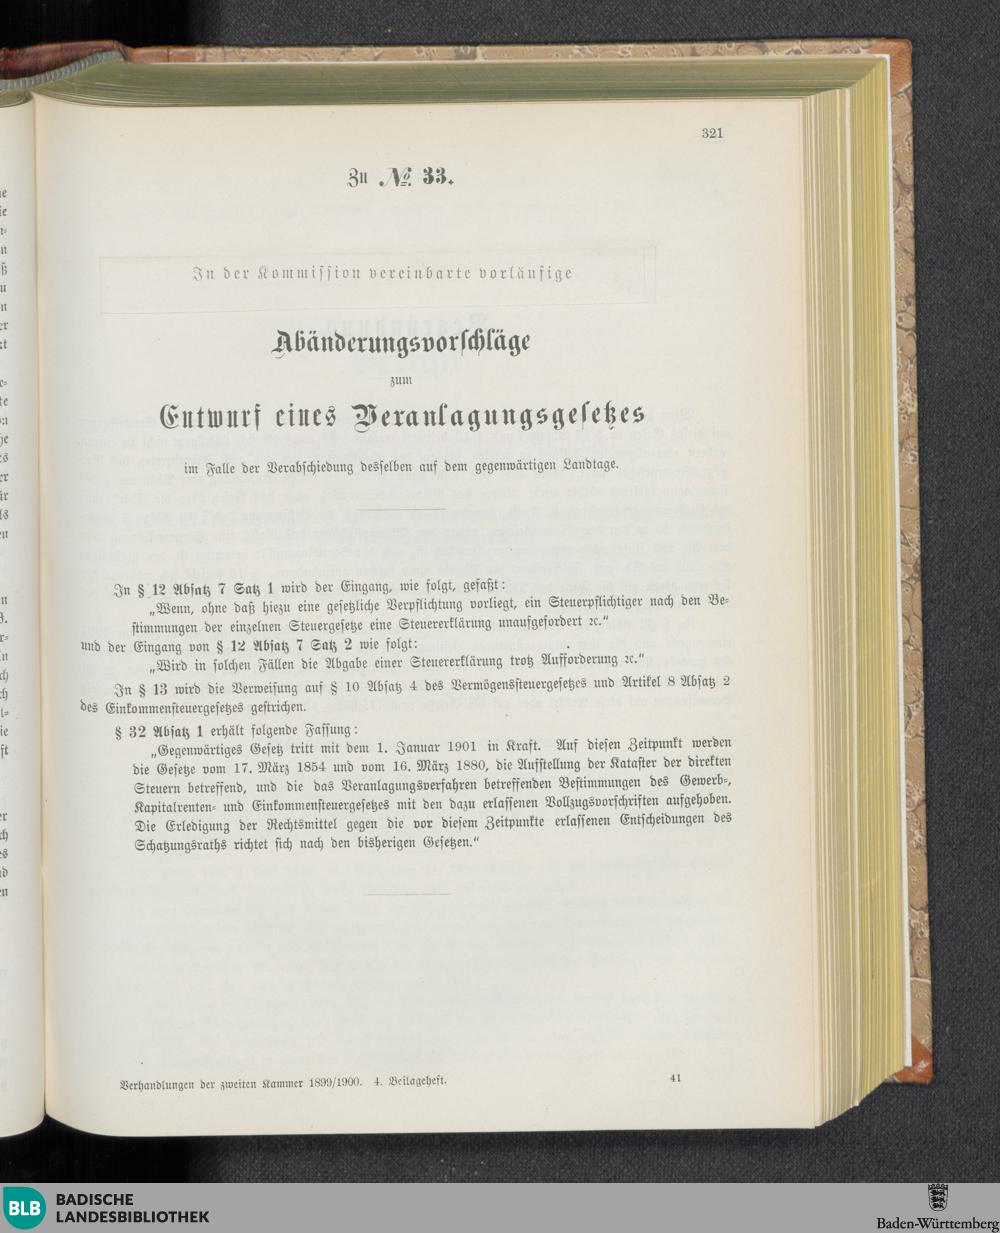 321
Zu No. 33.
In der Kommission vereinbarte vorläufige
Abänderungsvorschläge
zum
Entwurf eines Veranlagungsgesetzes
im Falle der Verabschiedung desselben auf dem gegenwärtigen Landtage.
In § 12 Absatz 7 Satz 1 wird der Eingang, wie folgt, gefaßt:
„Wenn, ohne daß hiezu eine gesetzliche Verpflichtung vorliegt, ein Steuerpflichtiger nach den Be-
stimmungen der einzelnen Steuergesetze eine Steuererklärung unaufgefordert ꝛc.“
und der Eingang von § 12 Absatz 7 Satz 2 wie folgt:
„Wird in solchen Fällen die Abgabe einer Steuererklärung trotz Aufforderung ꝛc.“
In § 13 wird die Verweisung auf § 10 Absatz 4 des Vermögenssteuergesetzes und Artikel 8 Absatz 2
des Einkommensteuergesetzes gestrichen.
§ 32 Absatz 1 erhält folgende Fassung:
„Gegenwärtiges Gesetz tritt mit dem 1. Januar 1901 in Kraft. Auf diesen Zeitpunkt werden
die Gesetze vom 17. März 1854 und vom 16. März 1880, die Aufstellung der Kataster der direkten
Steuern betreffend, und die das Veranlagungsverfahren betreffenden Bestimmungen des Gewerb-,
Kapitalrenten- und Einkommensteuergesetzes mit den dazu erlassenen Vollzugsvorschriften aufgehoben.
Die Erledigung der Rechtsmittel gegen die vor diesem Zeitpunkte erlassenen Entscheidungen des
Schatzungsraths richtet sich nach den bisherigen Gesetzen.“
Verhandlungen der zweiten Kammer 1899/1900. 4. Beilageheft.
41
BLB
BADISCHE
LANDESBIBLIOTHEK
Baden-Württemberg